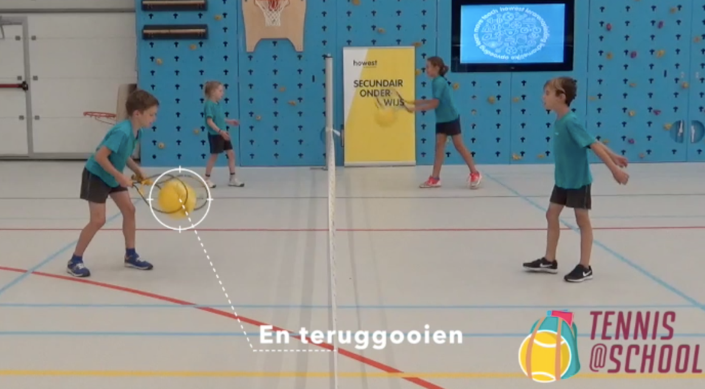 howest
SECUNDAIR
ONDER
WIJS
En teruggooien
TENNIS
@SCHOOL